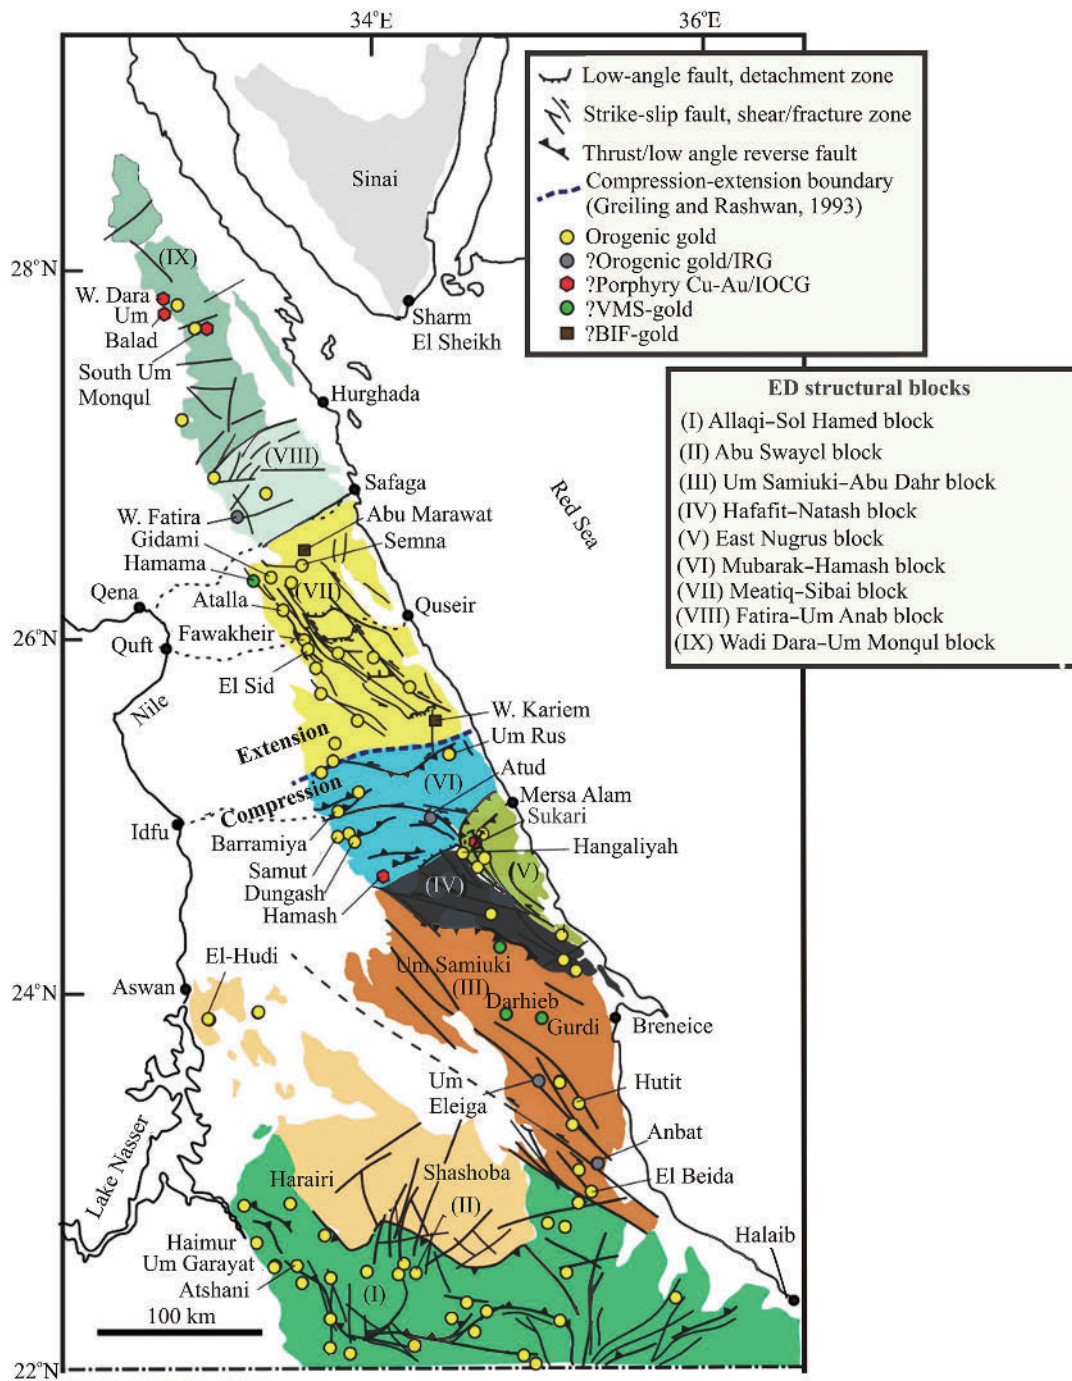 34°E
36°E
Low-angle fault, detachment zone
Strike-slip fault, shear/fracture zone
Thrust/low angle reverse fault
Compression-extension boundary
(Greiling and Rashwan, 1993)
Orogenic gold
?Orogenic gold/IRG
?Porphyry Cu-Au/IOCG
?VMS-gold
?BIF-gold
ED structural blocks
(I) Allaqi–Sol Hamed block
(II) Abu Swayel block
(III) Um Samiuki–Abu Dahr block
(IV) Hafafit–Natash block
(V) East Nugrus block
(VI) Mubarak–Hamash block
(VII) Meatiq–Sibai block
(VIII) Fatira–Um Anab block
(IX) Wadi Dara–Um Monqul block
Sinai
(IX)
28°N
W. Dara
Um
Balad
Sharm
El Sheikh
South Um
Monqul
Hurghada
(VIII)
Safaga
Red Sea
W. Fatira
Abu Marawat
Gidami
Semna
Hamama
(VII)
Qena
Atalla
Quseir
26°N
Fawakheir
Quft
El Sid
Nile
W. Kariem
Extension
Um Rus
(VI)
Atud
Compression
Mersa Alam
Sukari
Idfu
Barramiya
Hangaliyah
Samut
(V)
Dungash
(IV)
Hamash
El-Hudi
Um Samiuki
(III)
Aswan
24°N
Darhieb
Gurdi
Breneice
Um
Eleiga
Hutit
Anbat
Lake Nasser
Shashoba
El Beida
Harairi
(II)
Haimur
Halaib
Um Garayat
Atshani
(I)
100 km
22°N